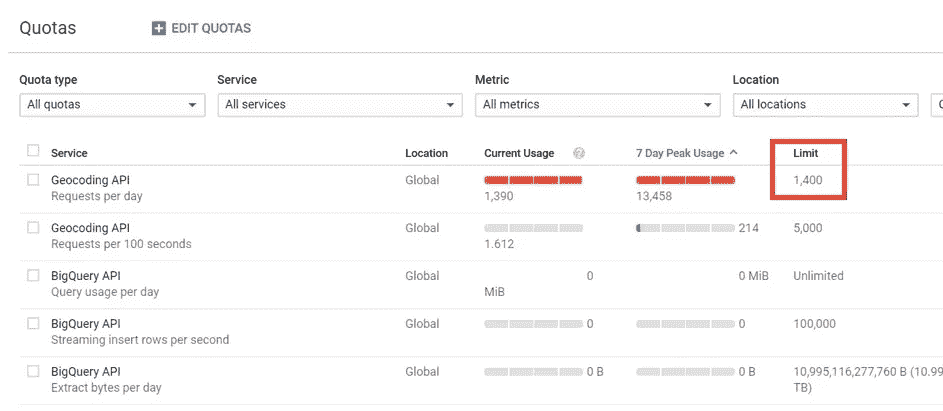 Quotas EDIT QUOTAS
Quota type Service Metric Location
All quotas All services All metrics All locations
Service Location Current Usage 7 Day Peak Usage Limit
Geocoding API Global 1,400
Requests per day 1,390 13,458
Geocoding API Global 214 5,000
Requests per 100 seconds 1.612
BigQuery API Global 0 0 MiB Unlimited
Query usage per day MiB
BigQuery API Global 0 0 100,000
Streaming insert rows per second
BigQuery API Global 0 B 0 B 10,995,116,277,760 B (10.99
Extract bytes per day TB)